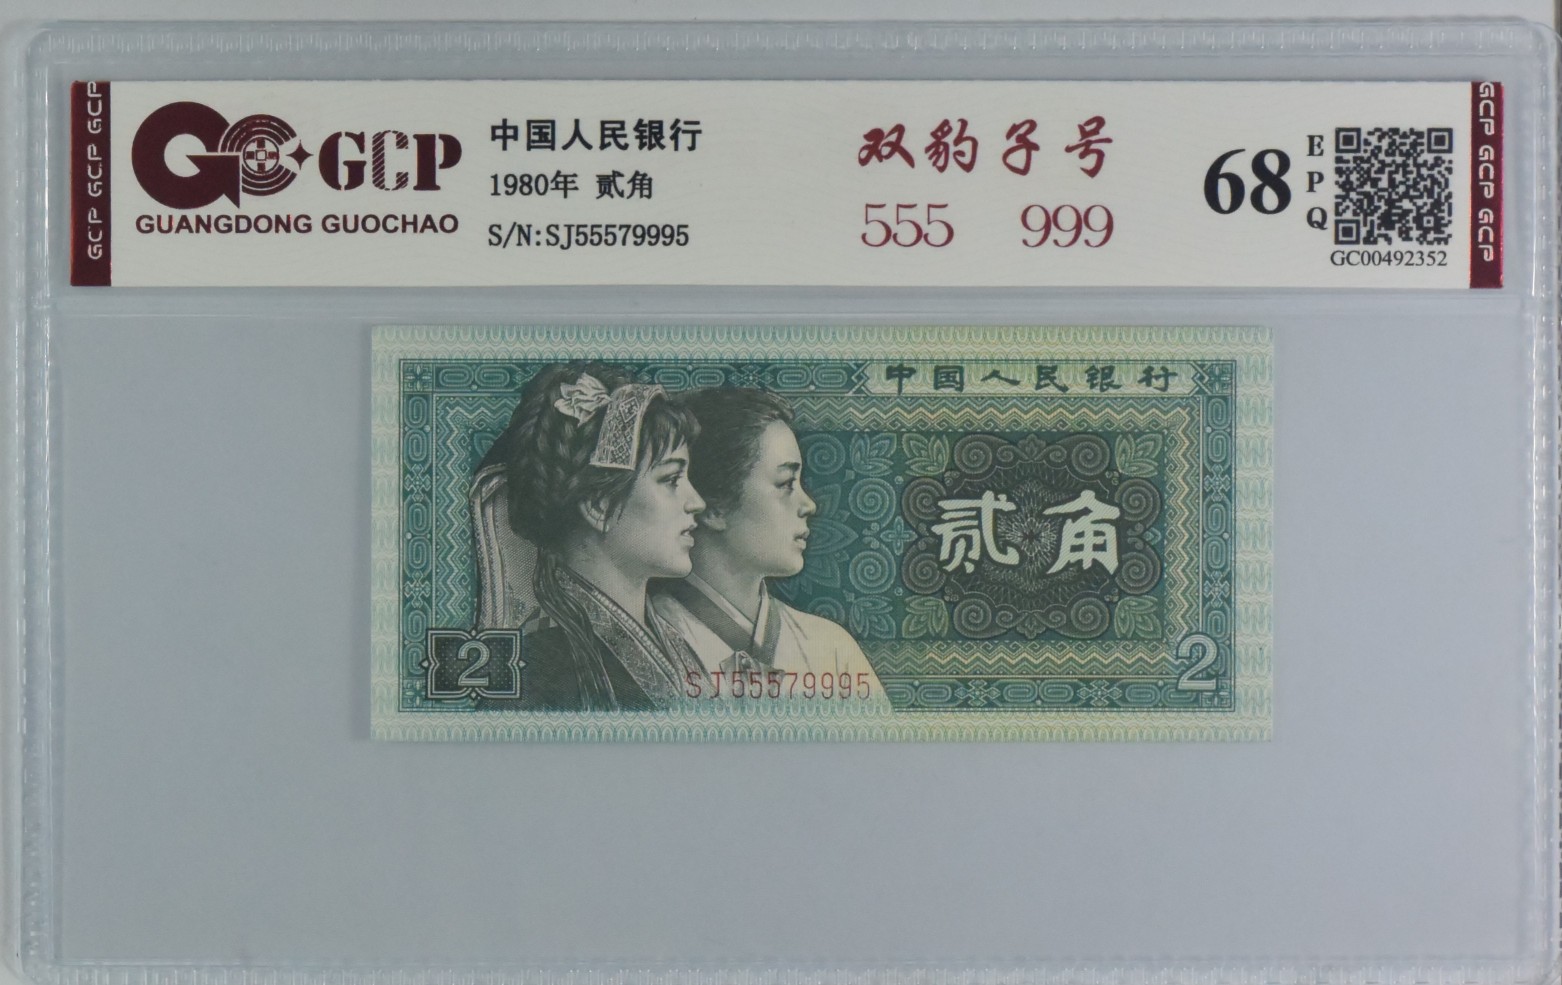 GCP GCP GCP
GCP
GUANGDONG GUOCHAO
中国人民银行
1980年 贰角
S/N:SJ55579995
双豹子号
555 999
68
EPQ
GC00492352
GCP GCP GCP
中国人民银行
贰角
2
SJ55579995
2